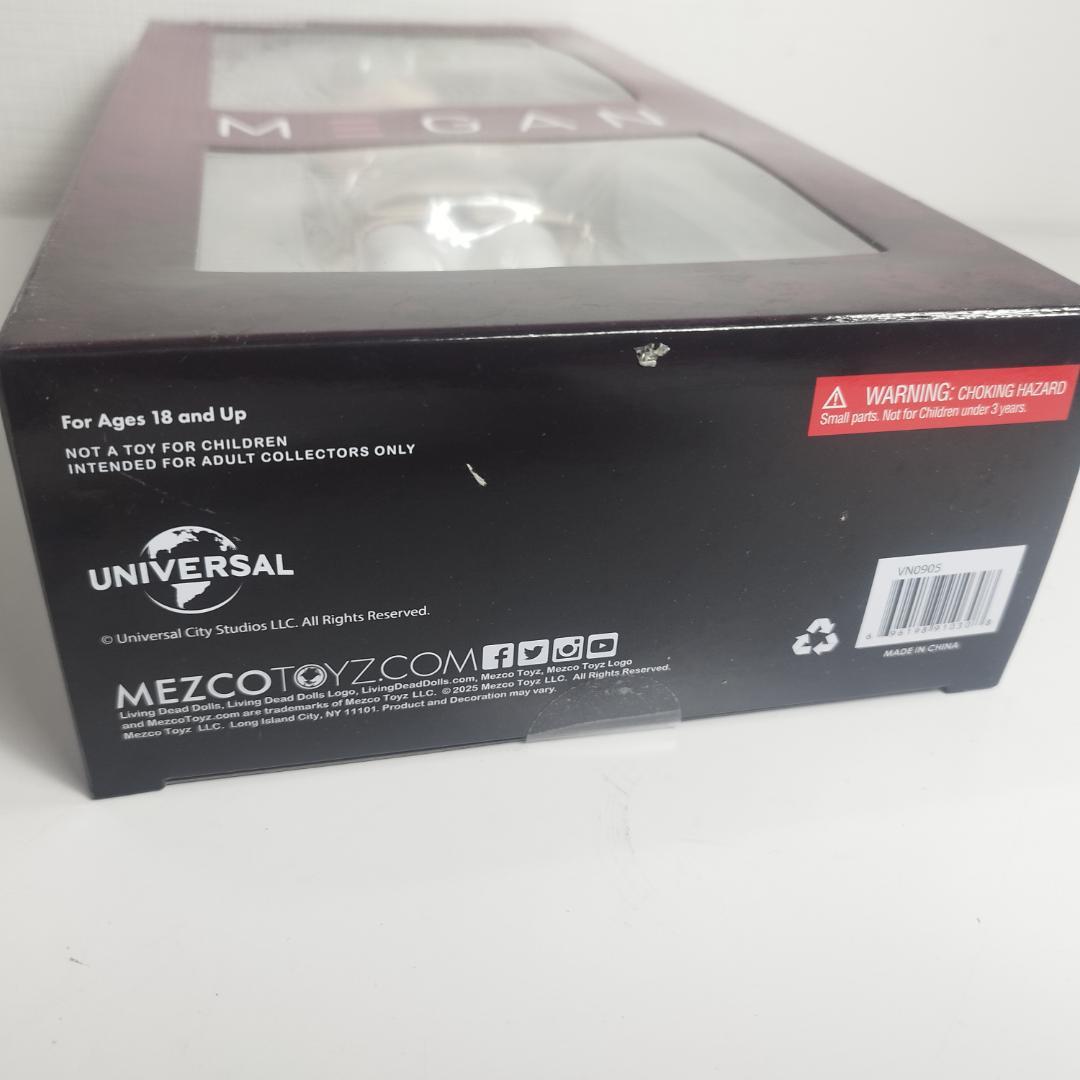 MEGAN
For Ages 18 and Up
NOT A TOY FOR CHILDREN
INTENDED FOR ADULT COLLECTORS ONLY
WARNING: CHOKING HAZARD
Small parts. Not for Children under 3 years.
UNIVERSAL
© Universal City Studios LLC. All Rights Reserved.
VN0905
MADE IN CHINA
MEZCOTOYZ.COM
Living Dead Dolls, Living Dead Dolls Logo, LivingDeadDolls.com, Mezco Toyz, Mezco Toyz Logo
and MezcoToyz.com are trademarks of Mezco Toyz LLC. © 2025 Mezco Toyz LLC. All Rights Reserved.
Mezco Toyz LLC. Long Island City, NY 11101. Product and Decoration may vary.